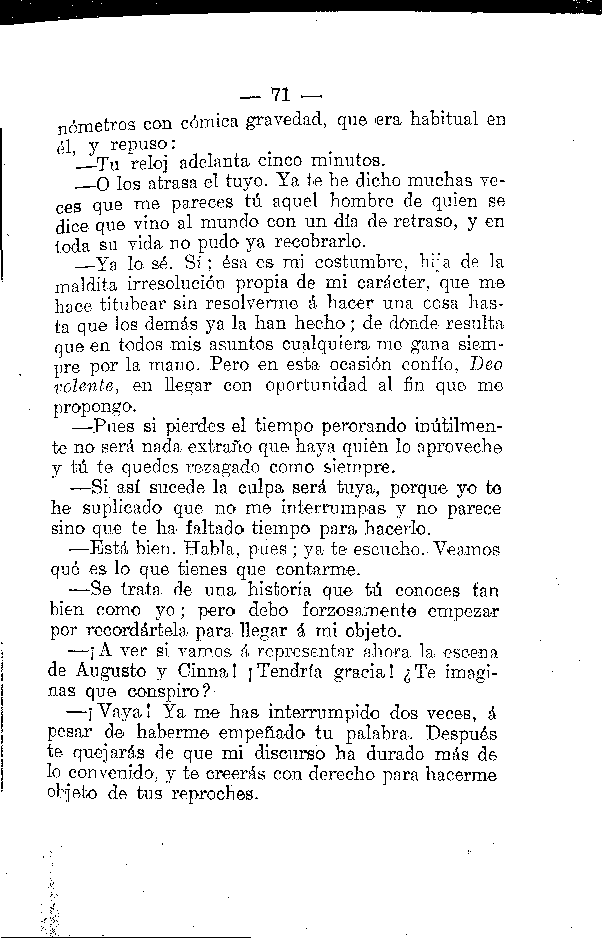 — 71 —
nómetros con cómica gravedad, que era habitual en
él, y repuso:
—Tu reloj adelanta cinco minutos.
—O los atrasa el tuyo. Ya te he dicho muchas ve-
ces que me pareces tú aquel hombre de quien se
dice que vino al mundo con un día de retraso, y en
toda su vida no pudo ya recobrarlo.
—Ya lo sé. Sí; ésa es mi costumbre, hija de la
maldita irresolución propia de mi carácter, que me
hace titubear sin resolverme á hacer una cosa has-
ta que los demás ya la han hecho; de donde resulta
que en todos mis asuntos cualquiera me gana siem-
pre por la mano. Pero en esta ocasión confío, Deo
volente, en llegar con oportunidad al fin que me
propongo.
—Pues si pierdes el tiempo perorando inútilmen-
te no será nada extraño que haya quién lo aproveche
y tú te quedes rezagado como siempre.
—Si así sucede la culpa será tuya, porque yo te
he suplicado que no me interrumpas y no parece
sino que te ha faltado tiempo para hacerlo.
—Está bien. Habla, pues; ya te escucho. Veamos
qué es lo que tienes que contarme.
—Se trata de una historia que tú conoces tan
bien como yo; pero debo forzosamente empezar
por recordártela para llegar á mi objeto.
—¡A ver si vamos á representar ahora la escena
de Augusto y Cinna! ¡Tendría gracia! ¿Te imagi-
nas que conspiro?
—¡Vaya! Ya me has interrumpido dos veces, á
pesar de haberme empeñado tu palabra. Después
te quejarás de que mi discurso ha durado más de
lo convenido, y te creerás con derecho para hacerme
objeto de tus reproches.